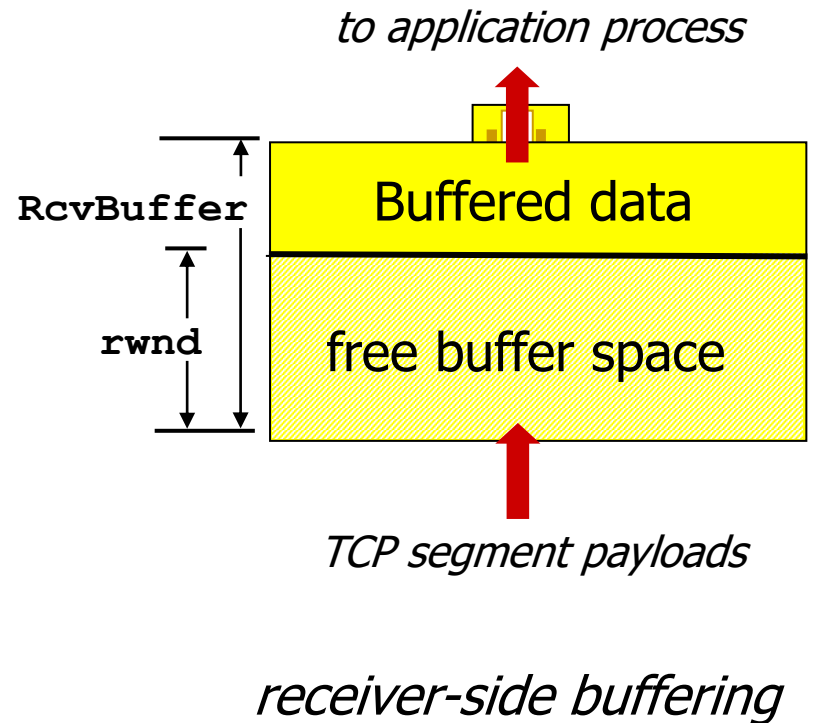 to application process
RcvBuffer
Buffered data
rwnd
free buffer space
TCP segment payloads
receiver-side buffering